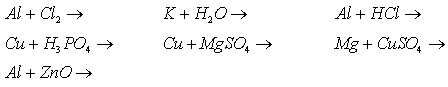 Al + Cl₂ → K + H₂O → Al + HCl →
Cu + H₃PO₄ → Cu + MgSO₄ → Mg + CuSO₄ →
Al + ZnO →